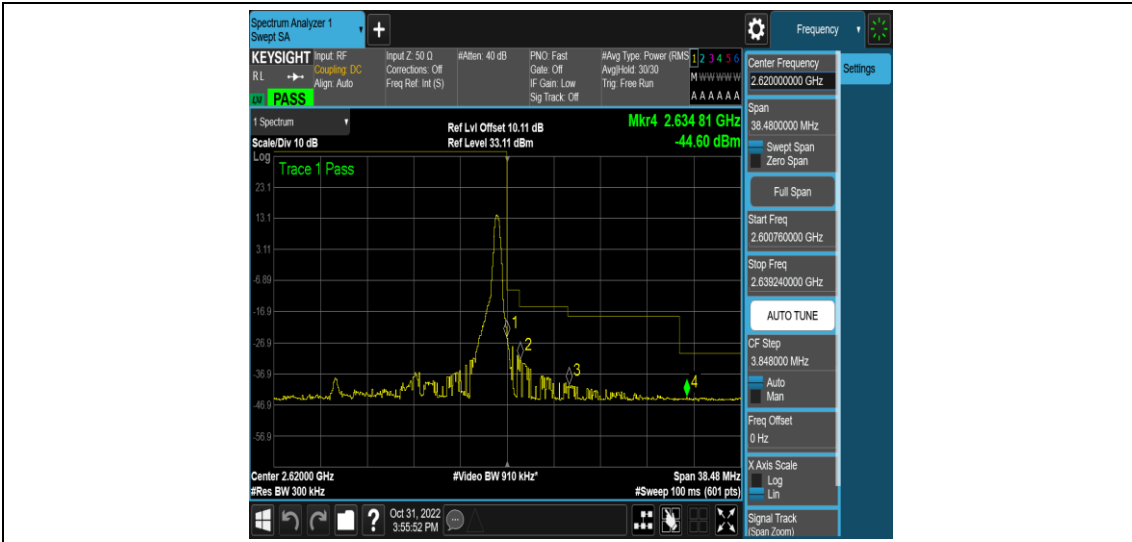 Spectrum Analyzer 1
Swept SA
+
Frequency
KEYSIGHT Input: RF Input Z: 50 Ω #Atten: 40 dB PNO: Fast #Avg Type: Power (RMS 1 2 3 4 5 6
RL Coupling: DC Corrections: Off Gate: Off Avg|Hold: 30/30 M W W W W W
Align: Auto Freq Ref: Int (S) IF Gain: Low Trig: Free Run
LW PASS Sig Track: Off A A A A A A
1 Spectrum
Ref Lvl Offset 10.11 dB Mkr4 2.634 81 GHz
Scale/Div 10 dB Ref Level 33.11 dBm -44.60 dBm
Log
Trace 1 Pass
23.1
13.1
3.11
-6.89
-16.9
-26.9
-36.9
-46.9
-56.9
1
2
3
4
Center 2.62000 GHz #Video BW 910 kHz* Span 38.48 MHz
#Res BW 300 kHz #Sweep 100 ms (601 pts)
Center Frequency
2.620000000 GHz
Settings
Span
38.4800000 MHz
Swept Span
Zero Span
Full Span
Start Freq
2.600760000 GHz
Stop Freq
2.639240000 GHz
AUTO TUNE
CF Step
3.848000 MHz
Auto
Man
Freq Offset
0 Hz
X Axis Scale
Log
Lin
Signal Track
(Span Zoom)
?
Oct 31, 2022
3:55:52 PM